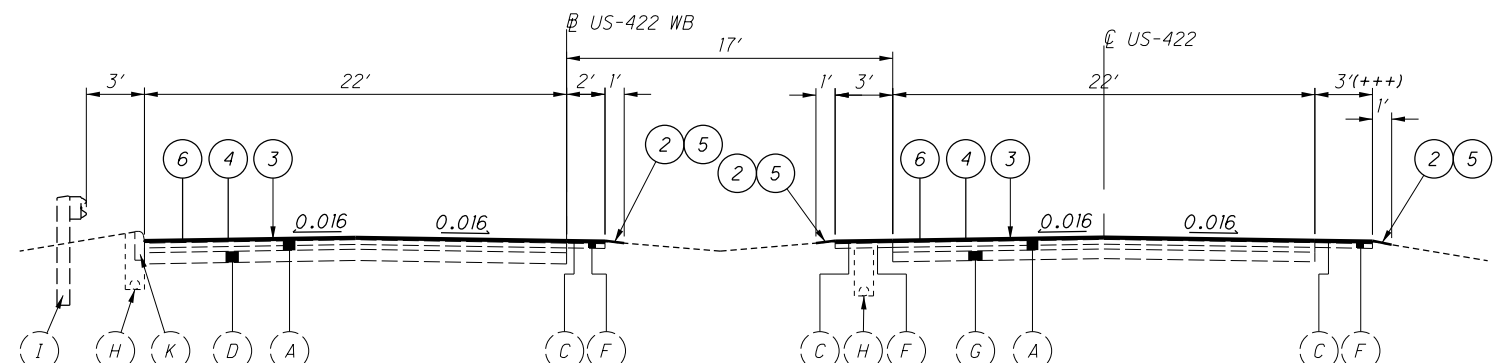 ℄ US-422 WB
℄ US-422
17'
3' 22' 2' 1' 1' 3' 22' 3'(+++)
1'
6 4 3 2 5 2 5 6 4 3 2 5
0.016 0.016 0.016 0.016
I H K D A C F C H F G A C F